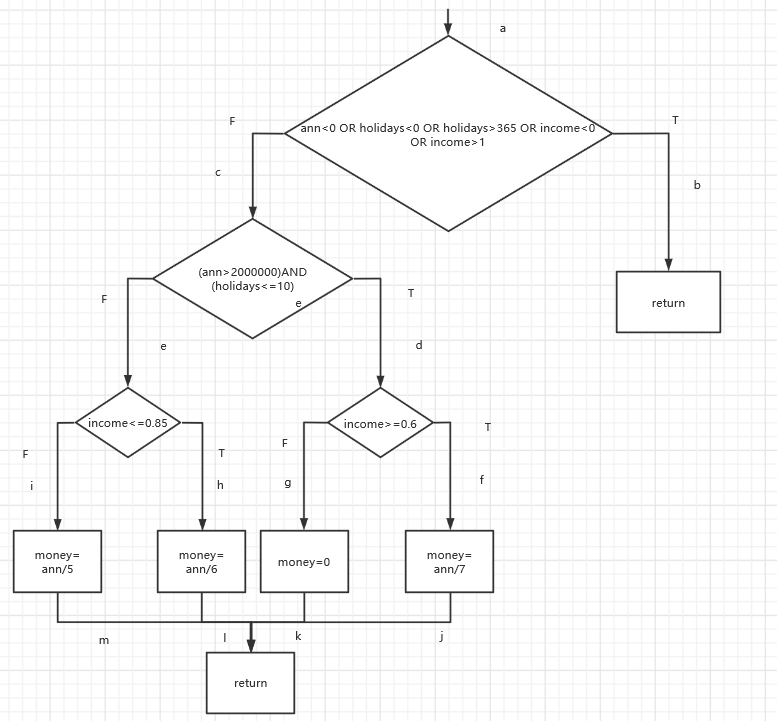 a
F
ann<0 OR holidays<0 OR holidays>365 OR income<0
OR income>1
T
c
b
(ann>2000000)AND
(holidays<=10)
e
F
T
return
e
d
income<=0.85
income>=0.6
F
T
F
T
i
h
g
f
money=
ann/5
money=
ann/6
money=0
money=
ann/7
m
l
k
j
return